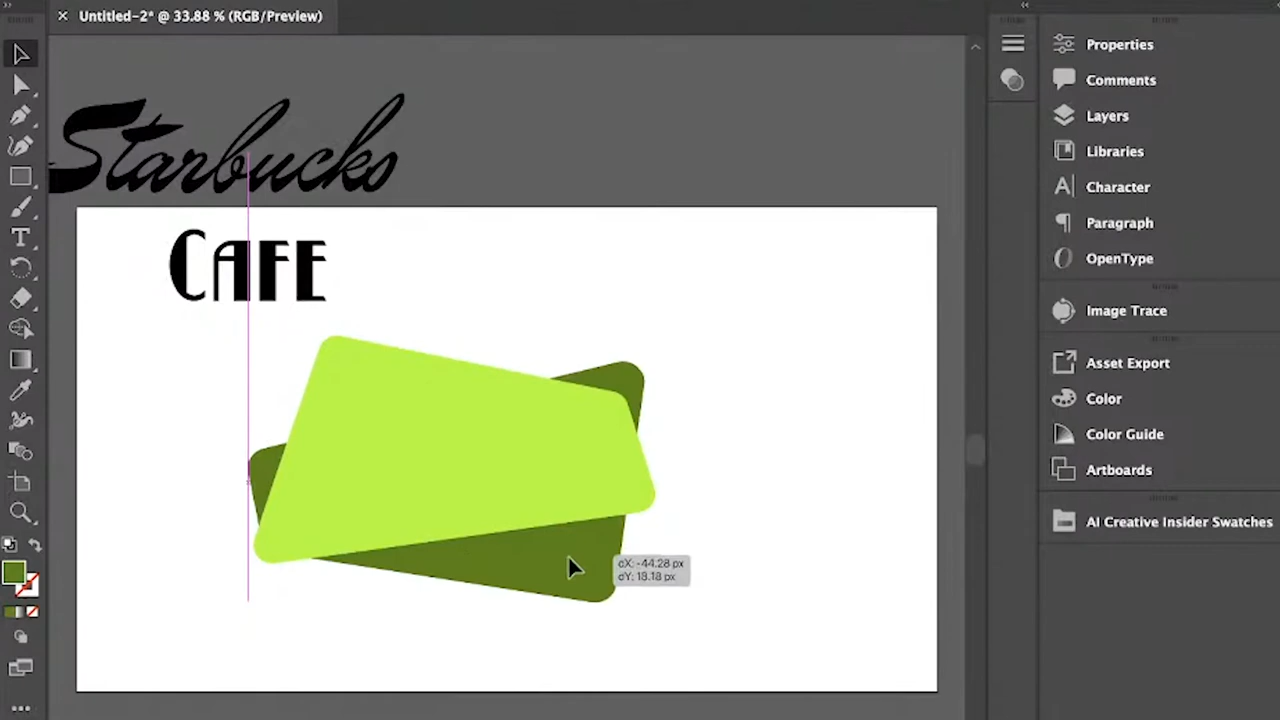 Untitled-2* @ 33.88 % (RGB/Preview)
Starbucks
CAFE
dX: -44.28 px
dY: 18.18 px
Properties
Comments
Layers
Libraries
Character
Paragraph
OpenType
Image Trace
Asset Export
Color
Color Guide
Artboards
AI Creative Insider Swatches